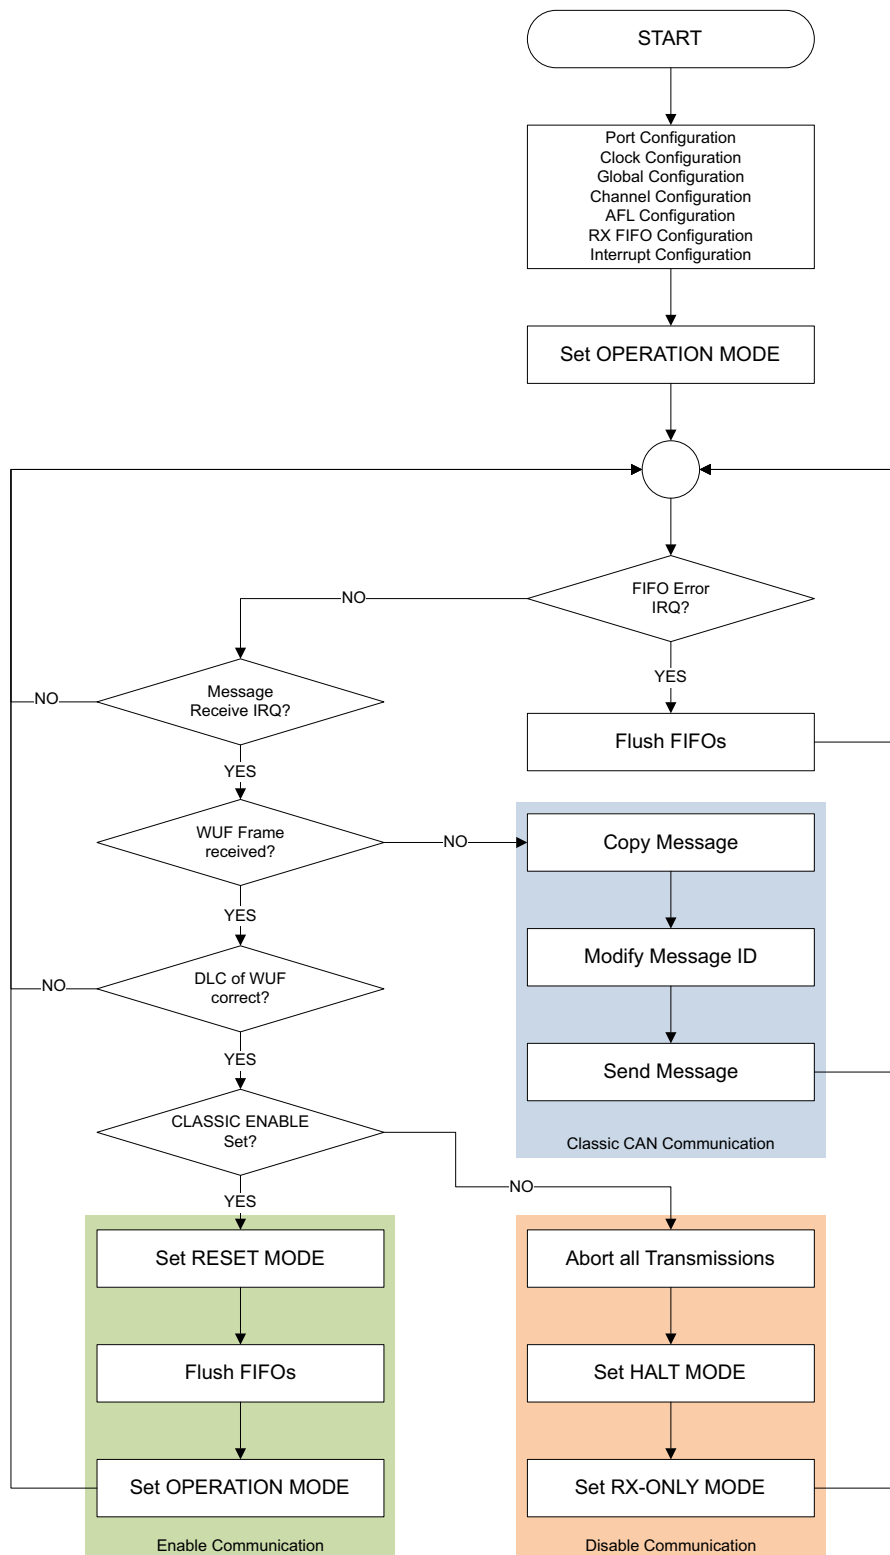 START
Port Configuration
Clock Configuration
Global Configuration
Channel Configuration
AFL Configuration
RX FIFO Configuration
Interrupt Configuration
Set OPERATION MODE
FIFO Error
IRQ?
NO
YES
Message
Receive IRQ?
NO
Flush FIFOs
YES
WUF Frame
received?
NO
Copy Message
YES
Modify Message ID
DLC of WUF
correct?
NO
YES
Send Message
CLASSIC ENABLE
Set?
Classic CAN Communication
NO
YES
Set RESET MODE
Abort all Transmissions
Flush FIFOs
Set HALT MODE
Set OPERATION MODE
Set RX-ONLY MODE
Enable Communication
Disable Communication